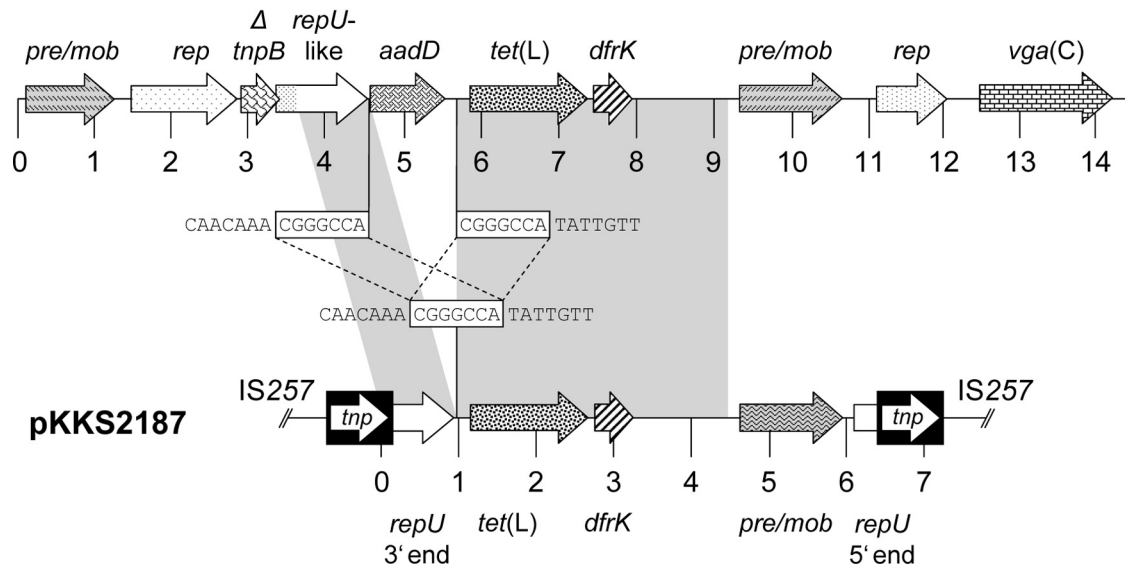 Δ repU-
pre/mob rep tnpB like aadD tet(L) dfrK pre/mob rep vga(C)
0 1 2 3 4 5 6 7 8 9 10 11 12 13 14
CAACAAA CGGGCCA CGGGCCA TATTGTT
CAACAAA CGGGCCA TATTGTT
IS257 IS257
pKKS2187 tnp tnp
0 1 2 3 4 5 6 7
repU tet(L) dfrK pre/mob repU
3' end 5' end